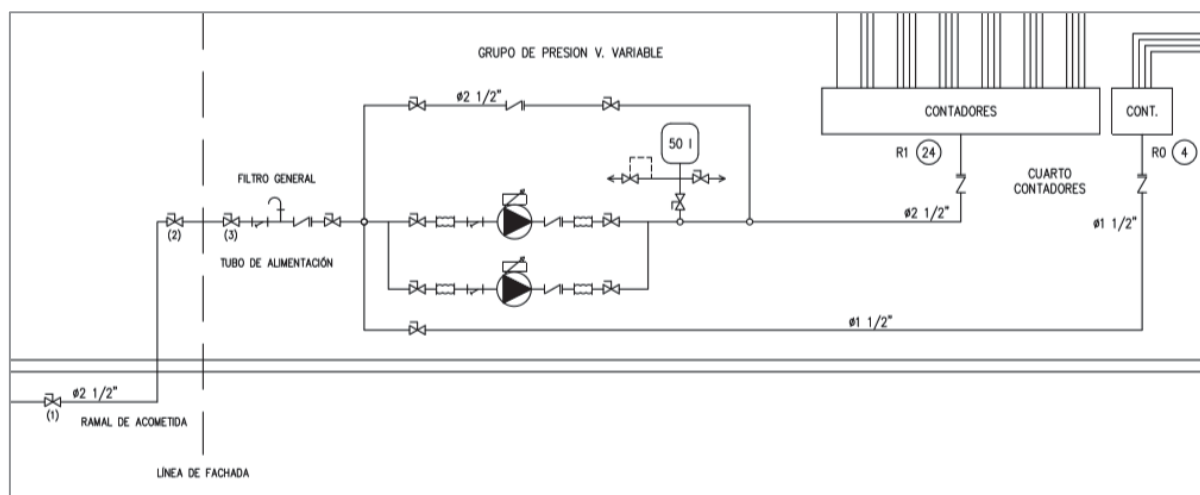 GRUPO DE PRESION V. VARIABLE
ø2 1/2"
50 l
CONTADORES
CONT.
R1 24
R0 4
CUARTO
CONTADORES
FILTRO GENERAL
(2)
(3)
TUBO DE ALIMENTACIÓN
ø2 1/2"
ø1 1/2"
ø1 1/2"
ø2 1/2"
(1)
RAMAL DE ACOMETIDA
LÍNEA DE FACHADA